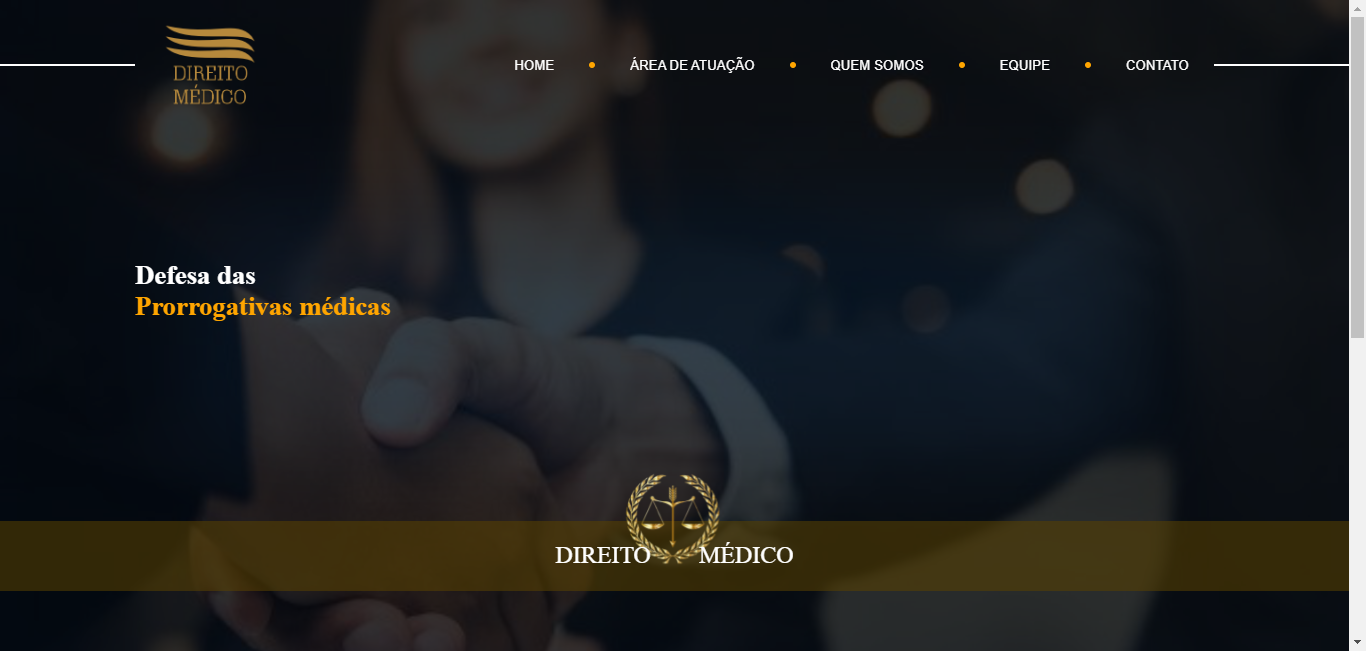 DIREITO
MÉDICO
HOME
ÁREA DE ATUAÇÃO
QUEM SOMOS
EQUIPE
CONTATO
Defesa das
Prorrogativas médicas
DIREITO MÉDICO